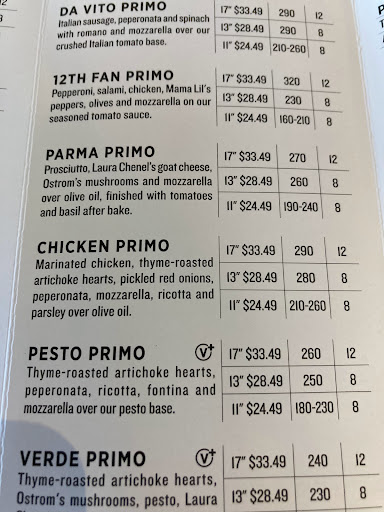 DA VITO PRIMO
Italian sausage, peperonata and spinach
with romano and mozzarella over our
crushed Italian tomato base.
17" $33.49 290 12
13" $28.49 290 8
11" $24.49 210-260 8
12TH FAN PRIMO
Pepperoni, salami, chicken, Mama Lil's
peppers, olives and mozzarella on our
seasoned tomato sauce.
17" $33.49 320 12
13" $28.49 230 8
11" $24.49 160-210 8
PARMA PRIMO
Prosciutto, Laura Chenel's goat cheese,
Ostrom's mushrooms and mozzarella
over olive oil, finished with tomatoes
and basil after bake.
17" $33.49 270 12
13" $28.49 260 8
11" $24.49 190-240 8
CHICKEN PRIMO
Marinated chicken, thyme-roasted
artichoke hearts, pickled red onions,
peperonata, mozzarella, ricotta and
parsley over olive oil.
17" $33.49 290 12
13" $28.49 280 8
11" $24.49 210-260 8
PESTO PRIMO V+
Thyme-roasted artichoke hearts,
peperonata, ricotta, fontina and
mozzarella over our pesto base.
17" $33.49 260 12
13" $28.49 250 8
11" $24.49 180-230 8
VERDE PRIMO V+
Thyme-roasted artichoke hearts,
Ostrom's mushrooms, pesto, Laura
17" $33.49 240 12
13" $28.49 230 8